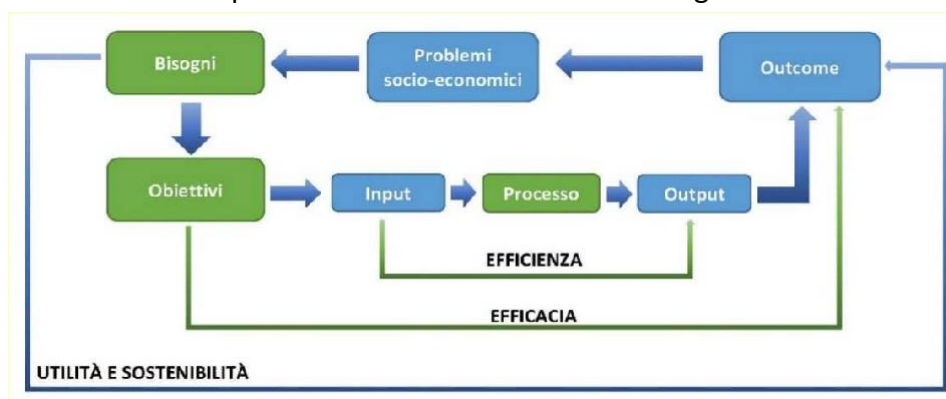 Bisogni
Problemi
socio-economici
Outcome
Obiettivi
Input
Processo
Output
EFFICIENZA
EFFICACIA
UTILITÀ E SOSTENIBILITÀ